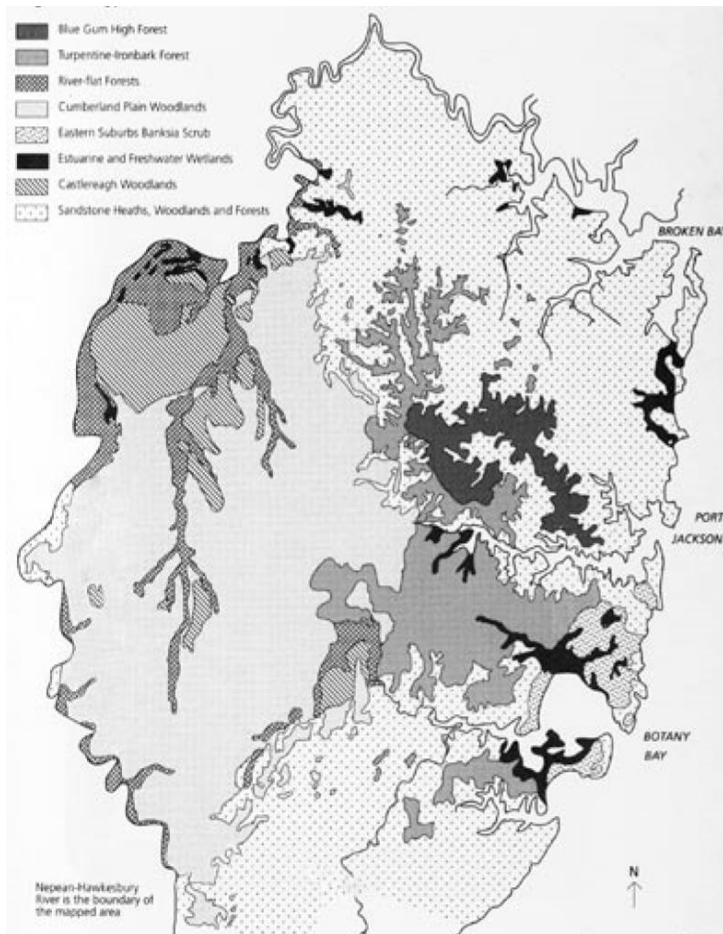 Blue Gum High Forest
Turpentine-Ironbark Forest
River-flat Forests
Cumberland Plain Woodlands
Eastern Suburbs Banksia Scrub
Estuarine and Freshwater Wetlands
Castlereagh Woodlands
Sandstone Heaths, Woodlands and Forests
BROKEN BA
PORT
JACKSON
BOTANY
BAY
N
Nepean-Hawkesbury
River is the boundary of
the mapped area